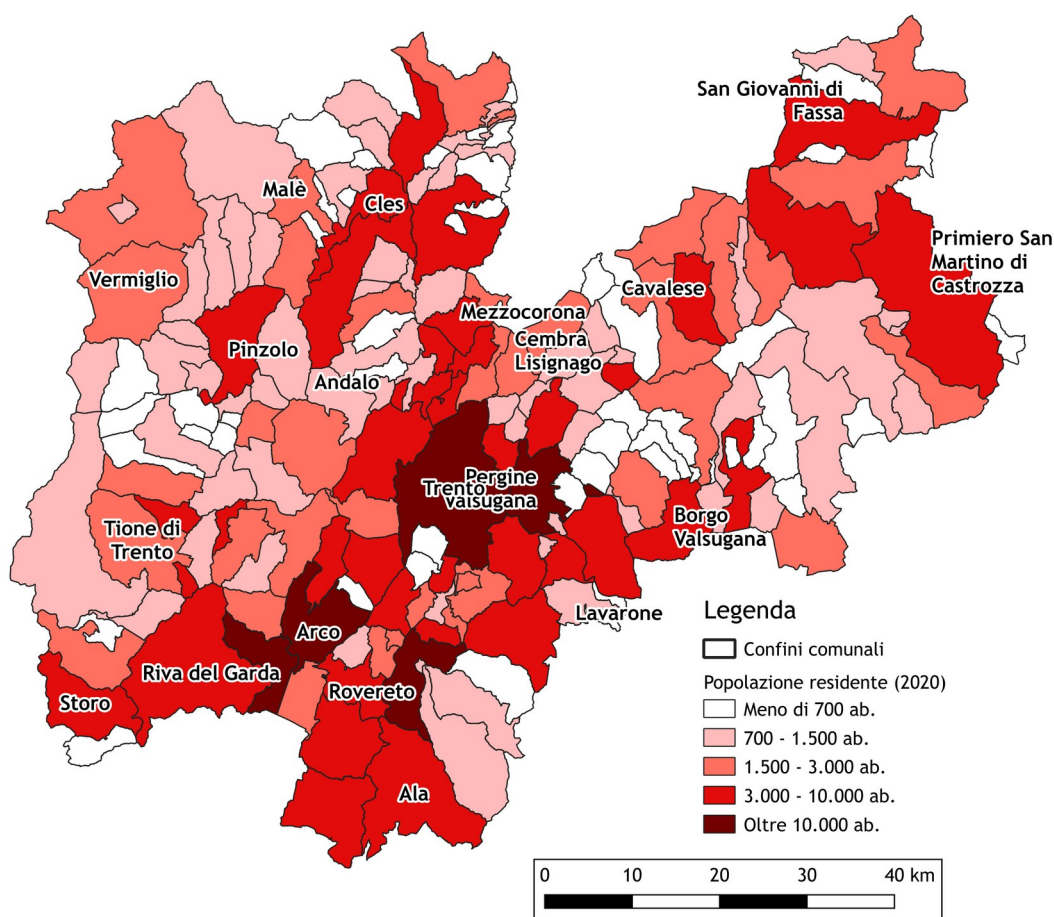 San Giovanni di
Fassa
Malè
Cles
Primiero San
Martino di
Castrozza
Vermiglio
Cavalese
Mezzocorona
Cembra
Lisignago
Pinzolo
Andalo
Pergine
Trento
Valsugana
Tione di
Trento
Borgo
Valsugana
Lavarone
Arco
Riva del Garda
Rovereto
Storo
Ala
Legenda
Confini comunali
Popolazione residente (2020)
Meno di 700 ab.
700 - 1.500 ab.
1.500 - 3.000 ab.
3.000 - 10.000 ab.
Oltre 10.000 ab.
0 10 20 30 40 km